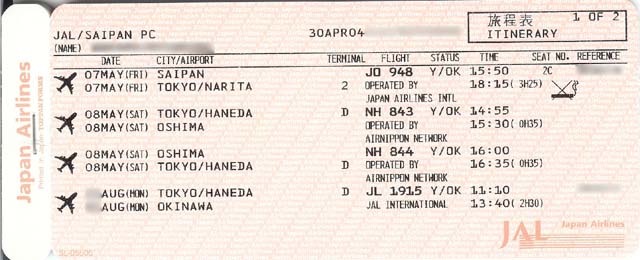 JAL/SAIPAN PC 30APR04 旅程表 1 OF 2
ITINERARY
(NAME)
DATE CITY/AIRPORT TERMINAL FLIGHT STATUS TIME SEAT NO. REFERENCE
07MAY(FRI) SAIPAN JO 948 Y/OK 15:50 2C
07MAY(FRI) TOKYO/NARITA 2 OPERATED BY 18:15( 3H25)
JAPAN AIRLINES INTL
08MAY(SAT) TOKYO/HANEDA D NH 843 Y/OK 14:55
08MAY(SAT) OSHIMA OPERATED BY 15:30( 0H35)
AIRNIPPON NETWORK
08MAY(SAT) OSHIMA NH 844 Y/OK 16:00
08MAY(SAT) TOKYO/HANEDA D OPERATED BY 16:35( 0H35)
AIRNIPPON NETWORK
AUG(MON) TOKYO/HANEDA D JL 1915 Y/OK 11:10
AUG(MON) OKINAWA JAL INTERNATIONAL 13:40( 2H30)
JAL Japan Airlines
Japan Airlines